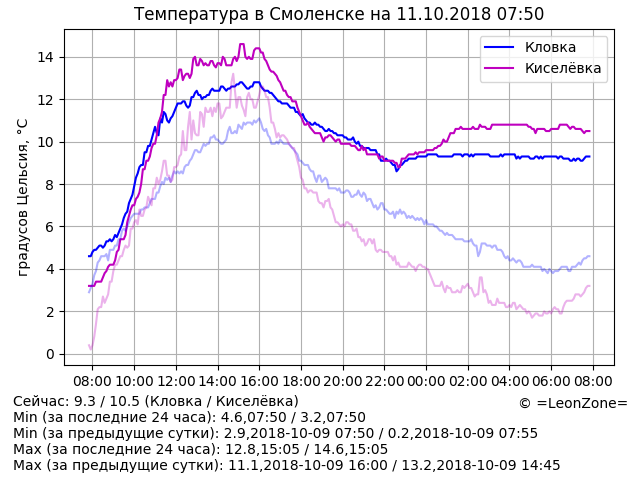 Температура в Смоленске на 11.10.2018 07:50
Кловка
Киселёвка
градусов Цельсия, °C
14
12
10
8
6
4
2
0
08:00 10:00 12:00 14:00 16:00 18:00 20:00 22:00 00:00 02:00 04:00 06:00 08:00
Сейчас: 9.3 / 10.5 (Кловка / Киселёвка)
© =LeonZone=
Min (за последние 24 часа): 4.6,07:50 / 3.2,07:50
Min (за предыдущие сутки): 2.9,2018-10-09 07:50 / 0.2,2018-10-09 07:55
Max (за последние 24 часа): 12.8,15:05 / 14.6,15:05
Max (за предыдущие сутки): 11.1,2018-10-09 16:00 / 13.2,2018-10-09 14:45